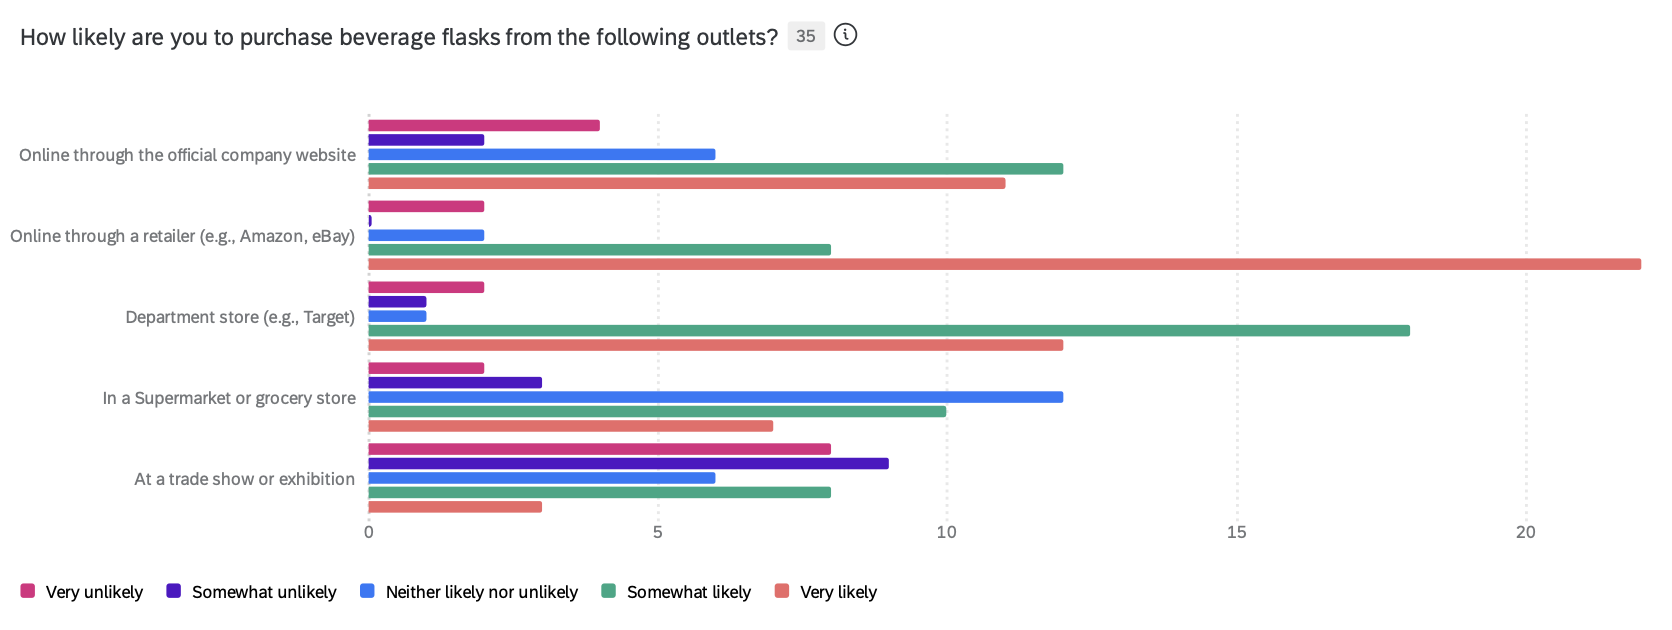 How likely are you to purchase beverage flasks from the following outlets? 35
Online through the official company website
Online through a retailer (e.g., Amazon, eBay)
Department store (e.g., Target)
In a Supermarket or grocery store
At a trade show or exhibition
0 5 10 15 20
Very unlikely Somewhat unlikely Neither likely nor unlikely Somewhat likely Very likely